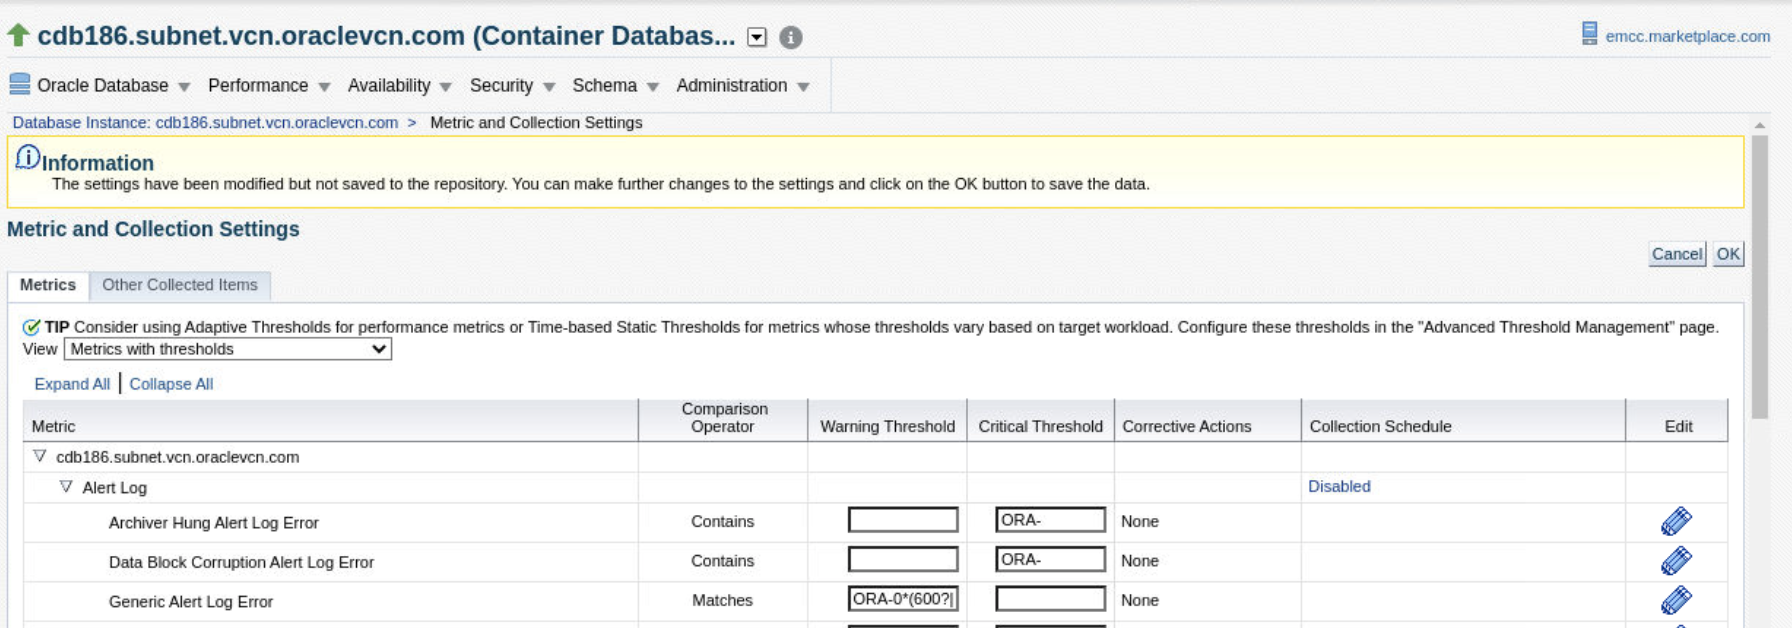 cdb186.subnet.vcn.oraclevcn.com (Container Databas...
emcc.marketplace.com
Oracle Database Performance Availability Security Schema Administration
Database Instance: cdb186.subnet.vcn.oraclevcn.com > Metric and Collection Settings
Information
The settings have been modified but not saved to the repository. You can make further changes to the settings and click on the OK button to save the data.
Metric and Collection Settings
Cancel OK
Metrics Other Collected Items
TIP Consider using Adaptive Thresholds for performance metrics or Time-based Static Thresholds for metrics whose thresholds vary based on target workload. Configure these thresholds in the "Advanced Threshold Management" page.
View Metrics with thresholds
Expand All | Collapse All
Metric Comparison Operator Warning Threshold Critical Threshold Corrective Actions Collection Schedule Edit
cdb186.subnet.vcn.oraclevcn.com
Alert Log Disabled
Archiver Hung Alert Log Error Contains ORA- None
Data Block Corruption Alert Log Error Contains ORA- None
Generic Alert Log Error Matches ORA-0*(600?| None